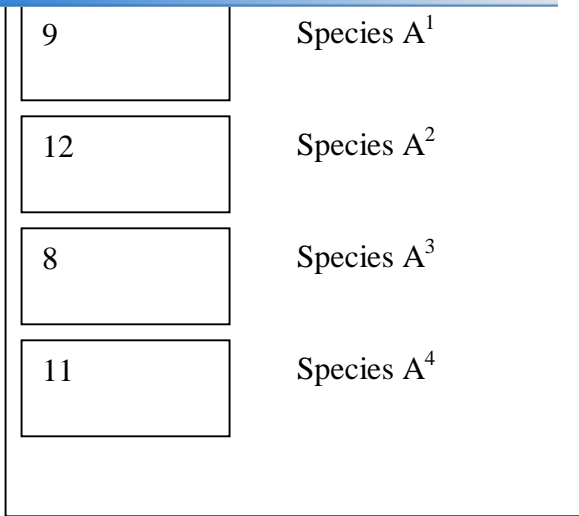 9 Species A¹
12 Species A²
8 Species A³
11 Species A⁴